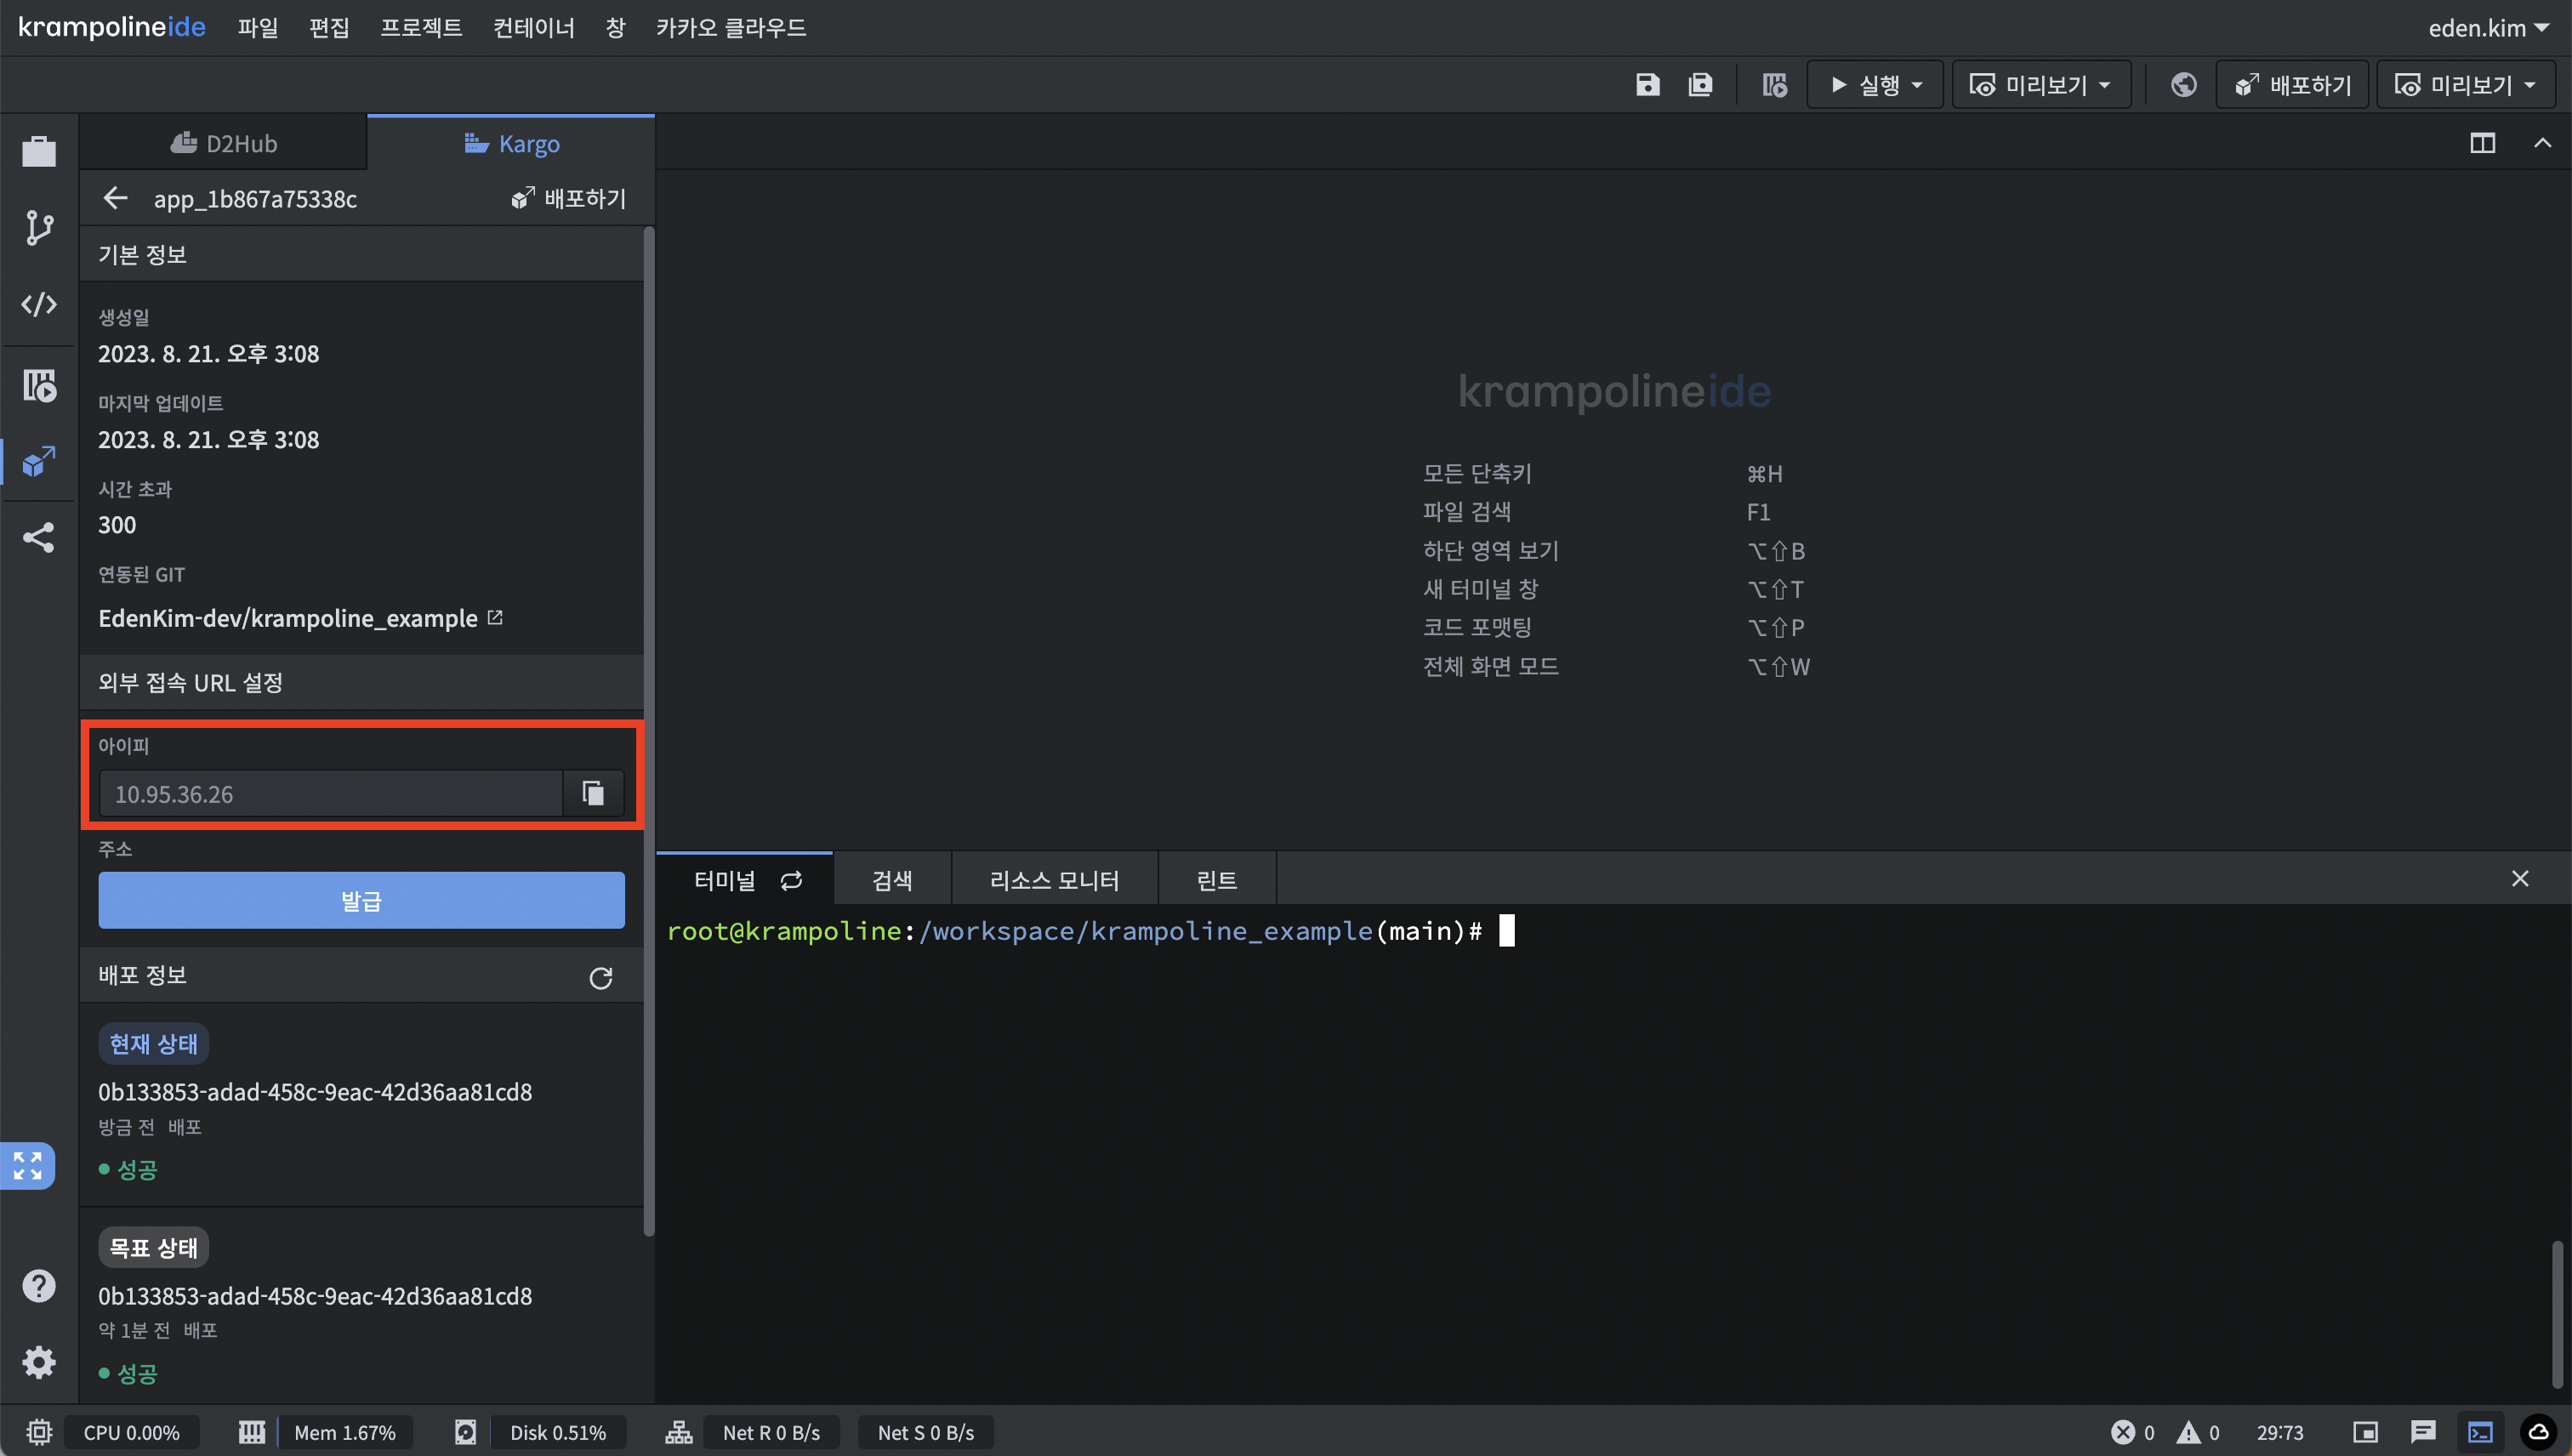 krampolineide 파일 편집 프로젝트 컨테이너 창 카카오 클라우드 eden.kim
실행 미리보기 배포하기 미리보기
D2Hub Kargo
app_1b867a75338c 배포하기
기본 정보
생성일
2023. 8. 21. 오후 3:08
마지막 업데이트
2023. 8. 21. 오후 3:08
시간 초과
300
연동된 GIT
EdenKim-dev/krampoline_example
외부 접속 URL 설정
아이피
10.95.36.26
주소
발급
배포 정보
현재 상태
0b133853-adad-458c-9eac-42d36aa81cd8
방금 전 배포
성공
목표 상태
0b133853-adad-458c-9eac-42d36aa81cd8
약 1분 전 배포
성공
krampolineide
모든 단축키 ⌘H
파일 검색 F1
하단 영역 보기 ⌥⇧B
새 터미널 창 ⌥⇧T
코드 포맷팅 ⌥⇧P
전체 화면 모드 ⌥⇧W
터미널 검색 리소스 모니터 린트
root@krampoline:/workspace/krampoline_example(main)#
CPU 0.00% Mem 1.67% Disk 0.51% Net R 0 B/s Net S 0 B/s 0 0 29:73